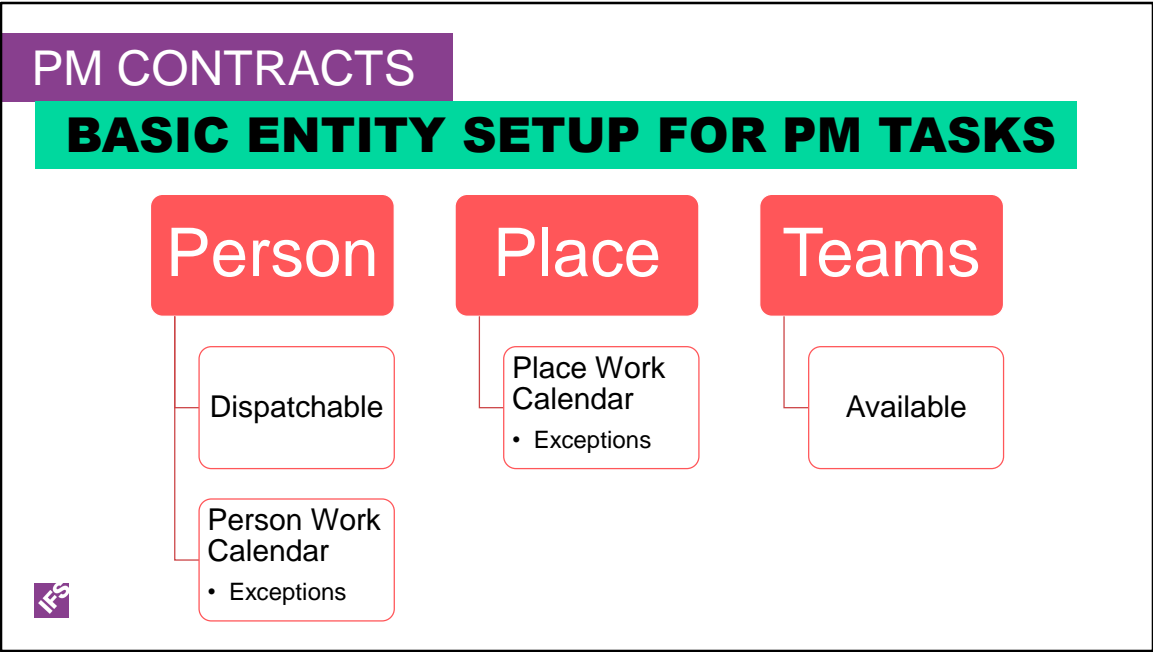 PM CONTRACTS
BASIC ENTITY SETUP FOR PM TASKS
Person
Dispatchable
Person Work
Calendar
• Exceptions
Place
Place Work
Calendar
• Exceptions
Teams
Available
IFS